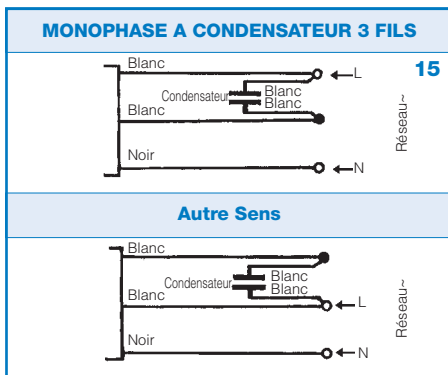 MONOPHASE A CONDENSATEUR 3 FILS
15
Blanc
L
Condensateur Blanc
Blanc
Blanc
Réseau~
Noir
N
Autre Sens
Blanc
Condensateur Blanc
Blanc
Blanc
L
Réseau~
Noir
N